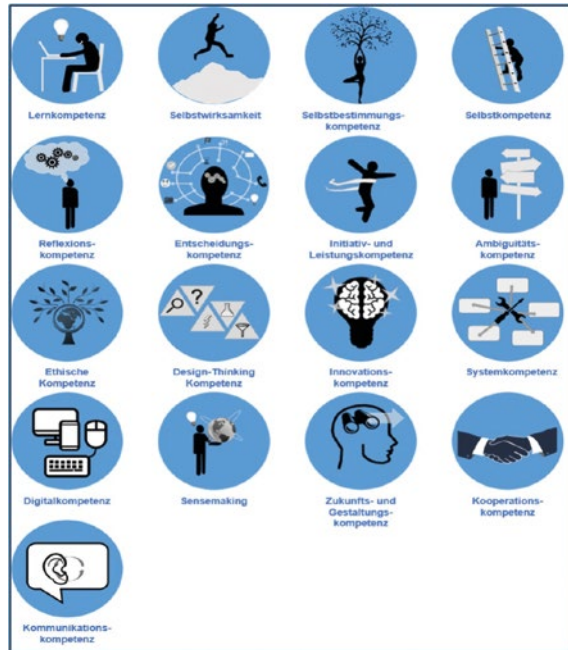 Lernkompetenz
Selbstwirksamkeit
Selbstbestimmungs-
kompetenz
Selbstkompetenz
Reflexions-
kompetenz
Entscheidungs-
kompetenz
Initiativ- und
Leistungskompetenz
Ambiguitäts-
kompetenz
?
Ethische
Kompetenz
Design-Thinking
Kompetenz
Innovations-
kompetenz
Systemkompetenz
Digitalkompetenz
Sensemaking
Zukunfts- und
Gestaltungs-
kompetenz
Kooperations-
kompetenz
Kommunikations-
kompetenz